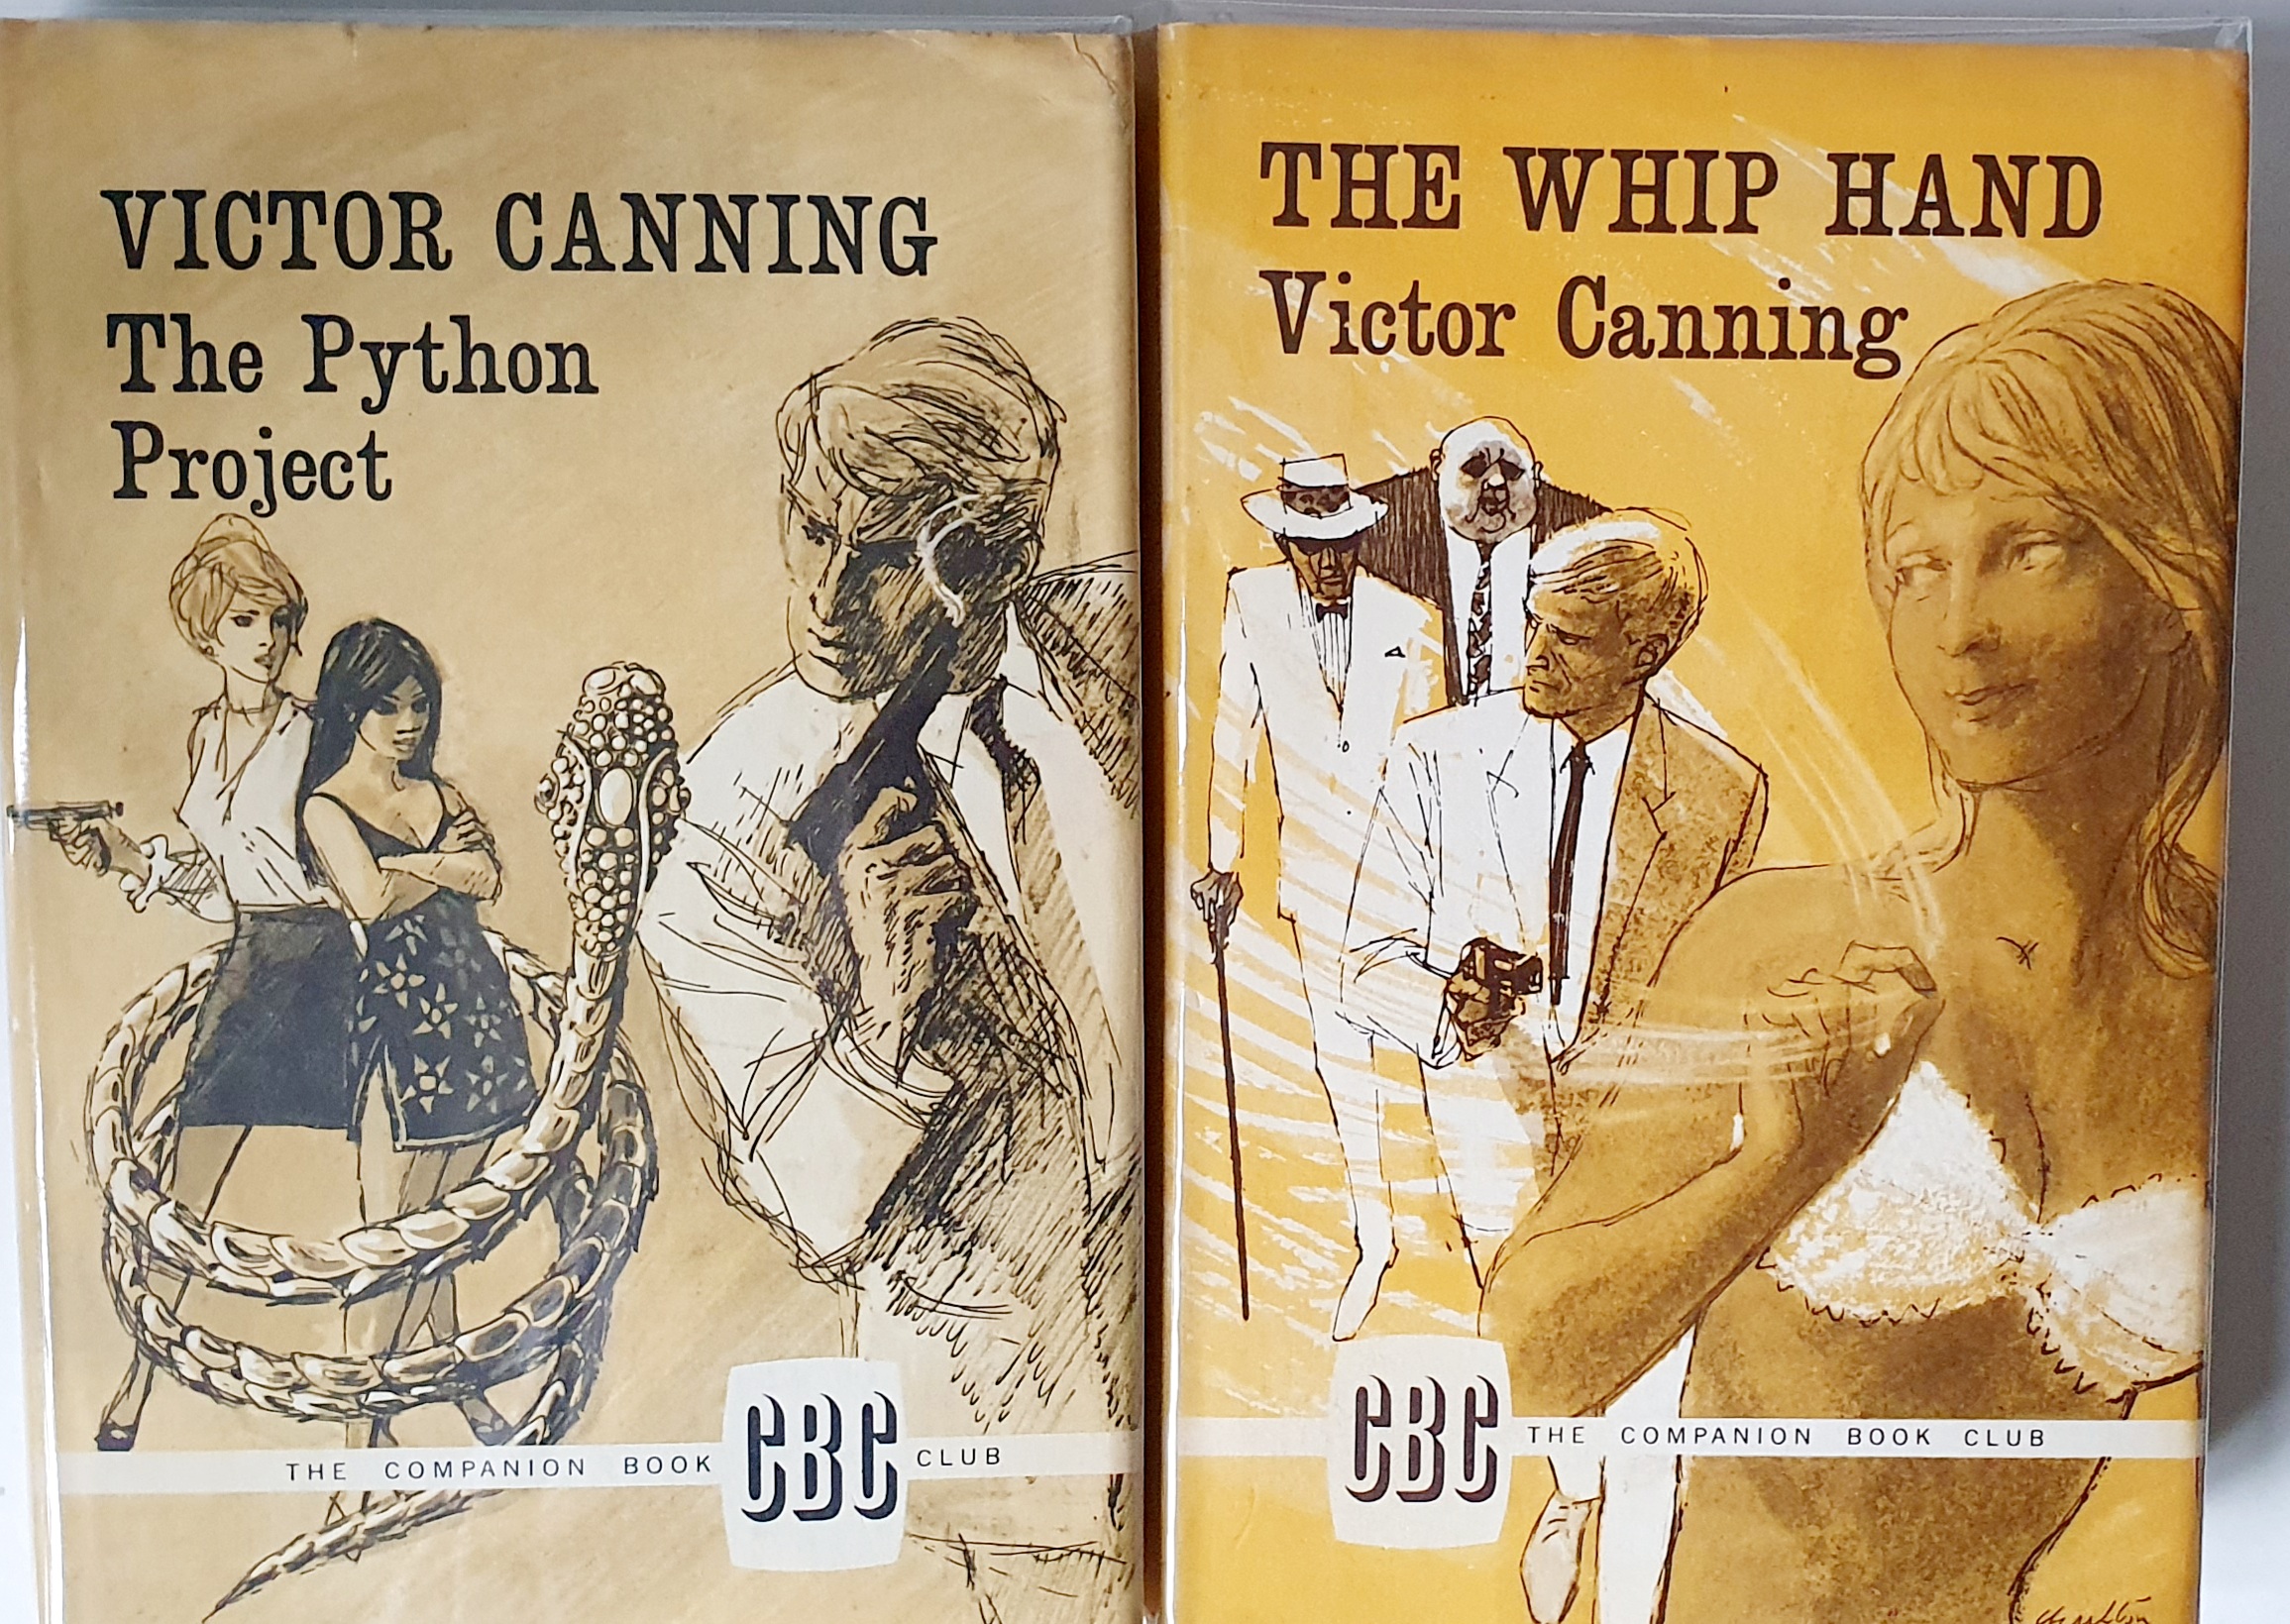 VICTOR CANNING
The Python
Project
THE COMPANION BOOK CBC CLUB
THE WHIP HAND
Victor Canning
CBC THE COMPANION BOOK CLUB